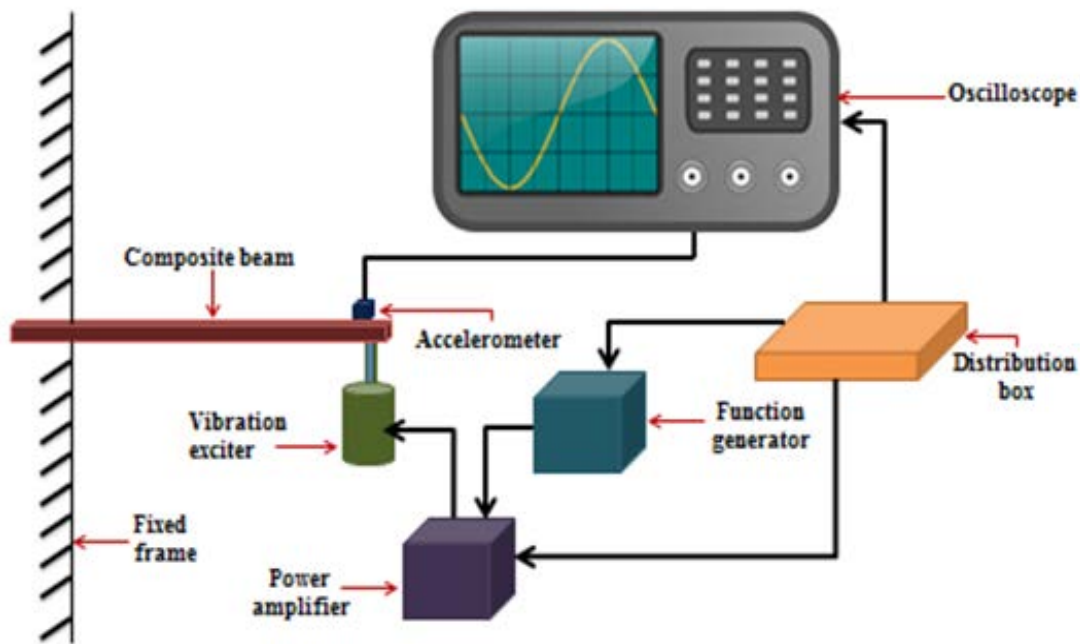 Oscilloscope
Composite beam
Accelerometer
Distribution
box
Vibration
exciter
Function
generator
Fixed
frame
Power
amplifier